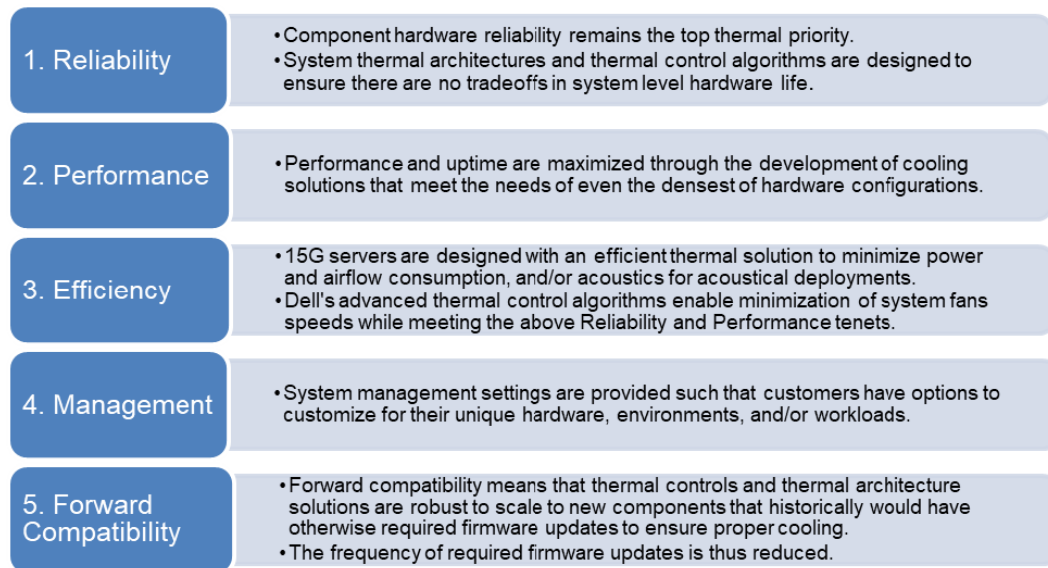 1. Reliability
•Component hardware reliability remains the top thermal priority.
•System thermal architectures and thermal control algorithms are designed to
ensure there are no tradeoffs in system level hardware life.
2. Performance
•Performance and uptime are maximized through the development of cooling
solutions that meet the needs of even the densest of hardware configurations.
3. Efficiency
•15G servers are designed with an efficient thermal solution to minimize power
and airflow consumption, and/or acoustics for acoustical deployments.
•Dell's advanced thermal control algorithms enable minimization of system fans
speeds while meeting the above Reliability and Performance tenets.
4. Management
•System management settings are provided such that customers have options to
customize for their unique hardware, environments, and/or workloads.
5. Forward
Compatibility
•Forward compatibility means that thermal controls and thermal architecture
solutions are robust to scale to new components that historically would have
otherwise required firmware updates to ensure proper cooling.
•The frequency of required firmware updates is thus reduced.